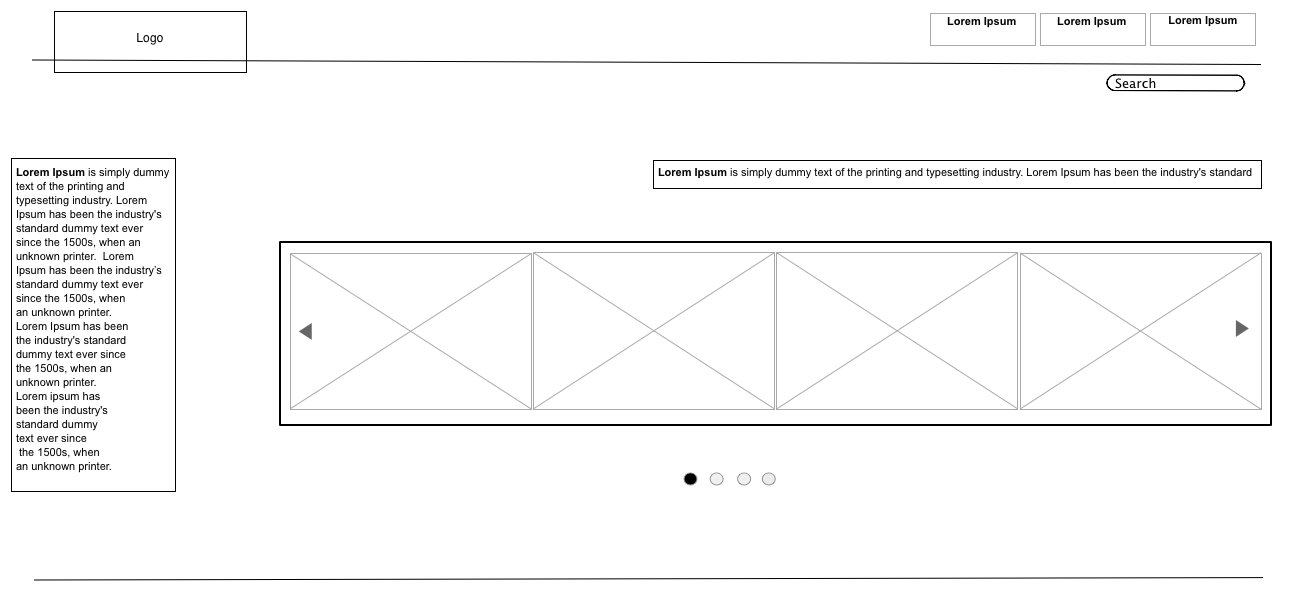 Logo
Lorem Ipsum
Lorem Ipsum
Lorem Ipsum
Search
Lorem Ipsum is simply dummy
text of the printing and
typesetting industry. Lorem
Ipsum has been the industry's
standard dummy text ever
since the 1500s, when an
unknown printer.  Lorem
Ipsum has been the industry's
standard dummy text ever
since the 1500s, when
an unknown printer.
Lorem Ipsum has been
the industry's standard
dummy text ever since
the 1500s, when an
unknown printer.
Lorem ipsum has
been the industry's
standard dummy
text ever since
the 1500s, when
an unknown printer.
Lorem Ipsum is simply dummy text of the printing and typesetting industry. Lorem Ipsum has been the industry's standard